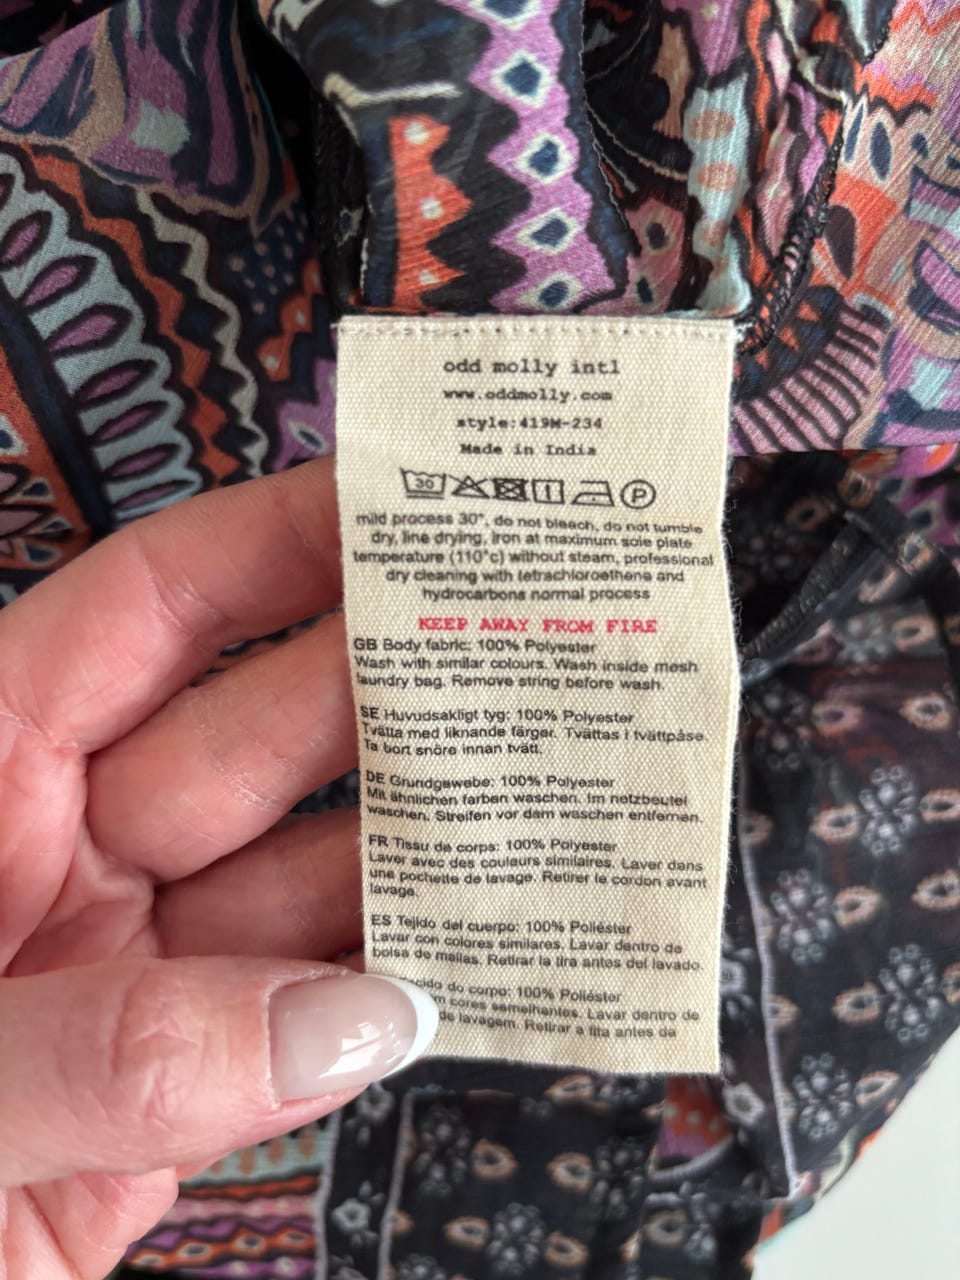 odd molly intl
www.oddmolly.com
style:419M-234
Made in India
30 P
mild process 30°, do not bleach, do not tumble
dry, line drying, iron at maximum sole plate
temperature (110°c) without steam, professional
dry cleaning with tetrachloroethene and
hydrocarbons normal process
KEEP AWAY FROM FIRE
GB Body fabric: 100% Polyester
Wash with similar colours. Wash inside mesh
laundry bag. Remove string before wash.
SE Huvudsakligt tyg: 100% Polyester
Tvätta med liknande färger. Tvättas i tvättpåse.
Ta bort snöre innan tvätt.
DE Grundgewebe: 100% Polyester
Mit ähnlichen farben waschen. Im netzbeutel
waschen. Streifen vor dem waschen entfernen.
FR Tissu de corps: 100% Polyester
Laver avec des couleurs similaires. Laver dans
une pochette de lavage. Retirer le cordon avant
lavage.
ES Tejido del cuerpo: 100% Poliéster
Lavar con colores similares. Lavar dentro de
bolsa de mallas. Retirar la tira antes del lavado.
do corpo: 100% Poliéster
cores semelhantes. Lavar dentro de
de lavagem. Retirar a fita antes da